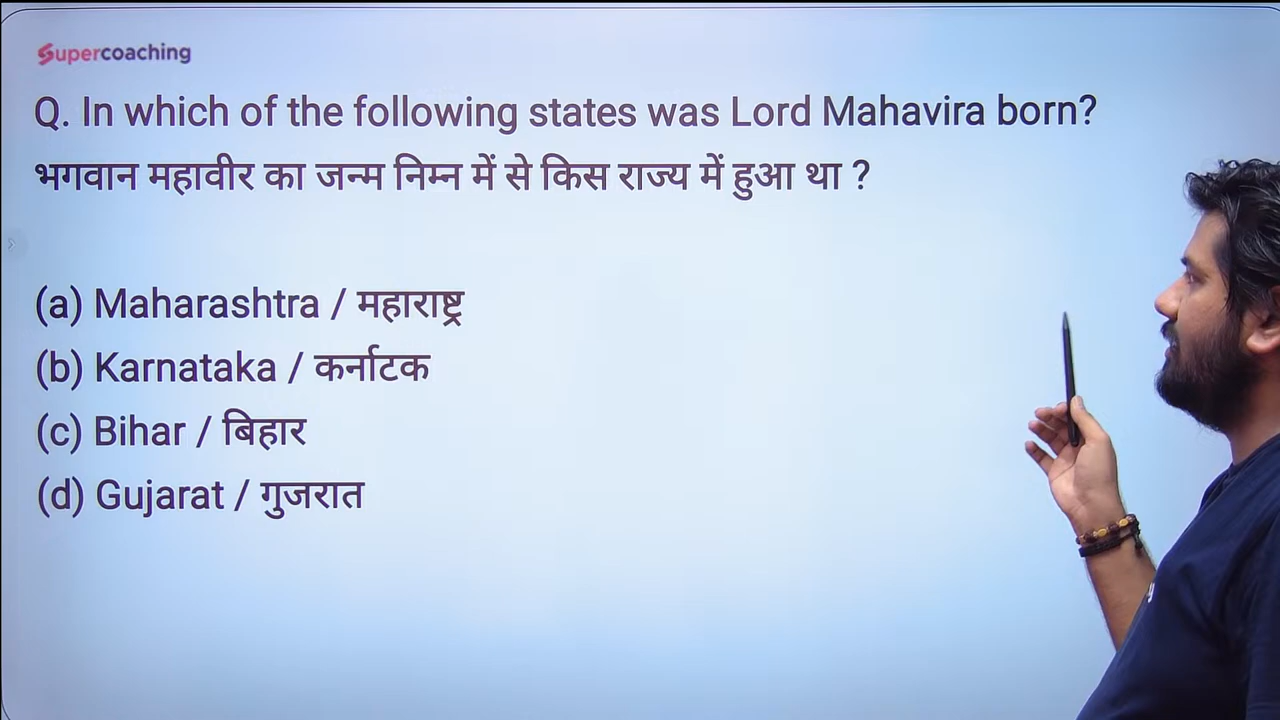 Supercoaching
Q. In which of the following states was Lord Mahavira born?
भगवान महावीर का जन्म निम्न में से किस राज्य में हुआ था ?
(a) Maharashtra / महाराष्ट्र
(b) Karnataka / कर्नाटक
(c) Bihar / बिहार
(d) Gujarat / गुजरात